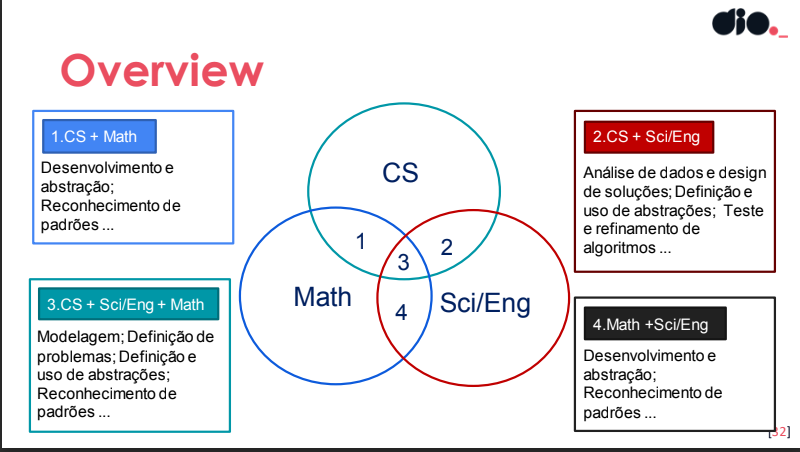 dio._
Overview
1.CS + Math
Desenvolvimento e
abstração;
Reconhecimento de
padrões ...
2.CS + Sci/Eng
Análise de dados e design
de soluções; Definição e
uso de abstrações; Teste
e refinamento de
algoritmos ...
3.CS + Sci/Eng + Math
Modelagem; Definição de
problemas; Definição e
uso de abstrações;
Reconhecimento de
padrões ...
CS
1
2
3
Math
4
Sci/Eng
4.Math +Sci/Eng
Desenvolvimento e
abstração;
Reconhecimento de
padrões ...
[32]